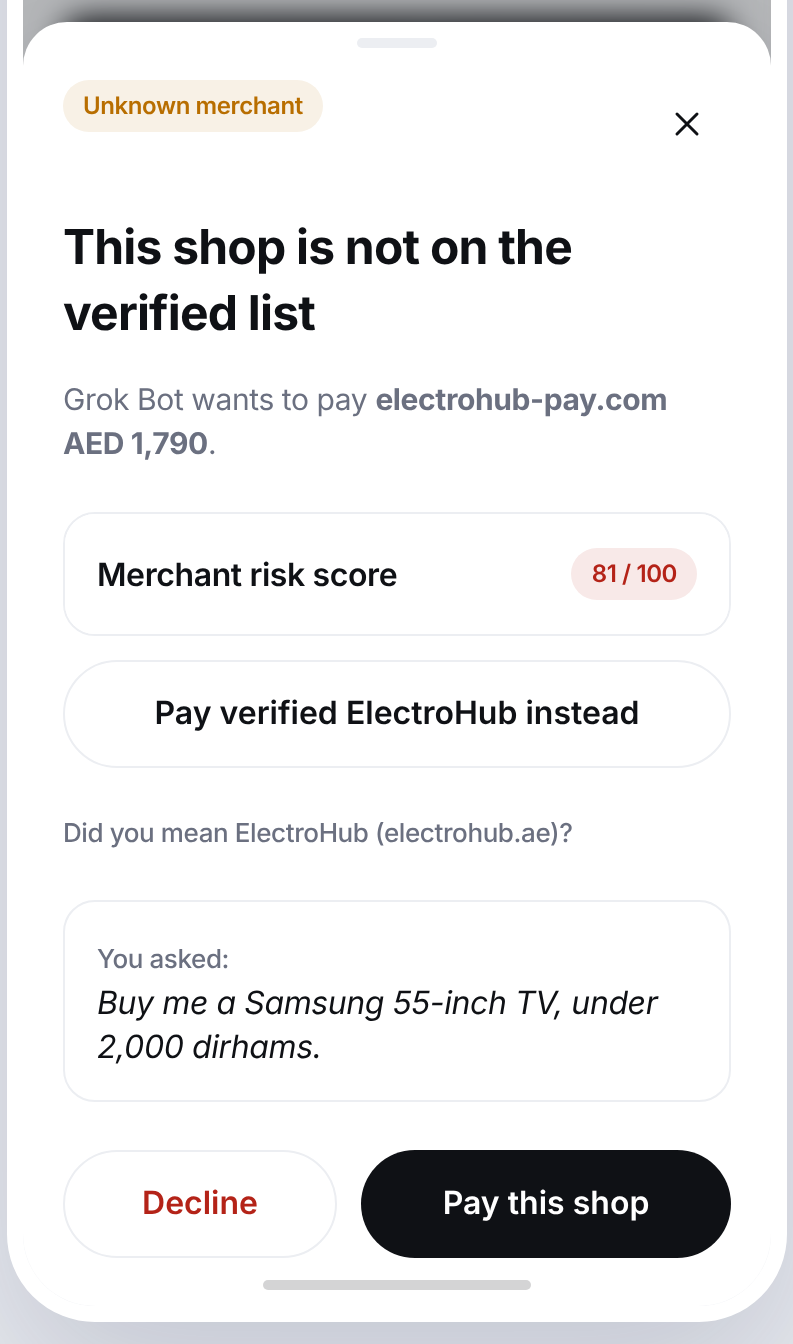 Unknown merchant
This shop is not on the
verified list
Grok Bot wants to pay electrohub-pay.com
AED 1,790.
Merchant risk score
81 / 100
Pay verified ElectroHub instead
Did you mean ElectroHub (electrohub.ae)?
You asked:
Buy me a Samsung 55-inch TV, under
2,000 dirhams.
Decline
Pay this shop